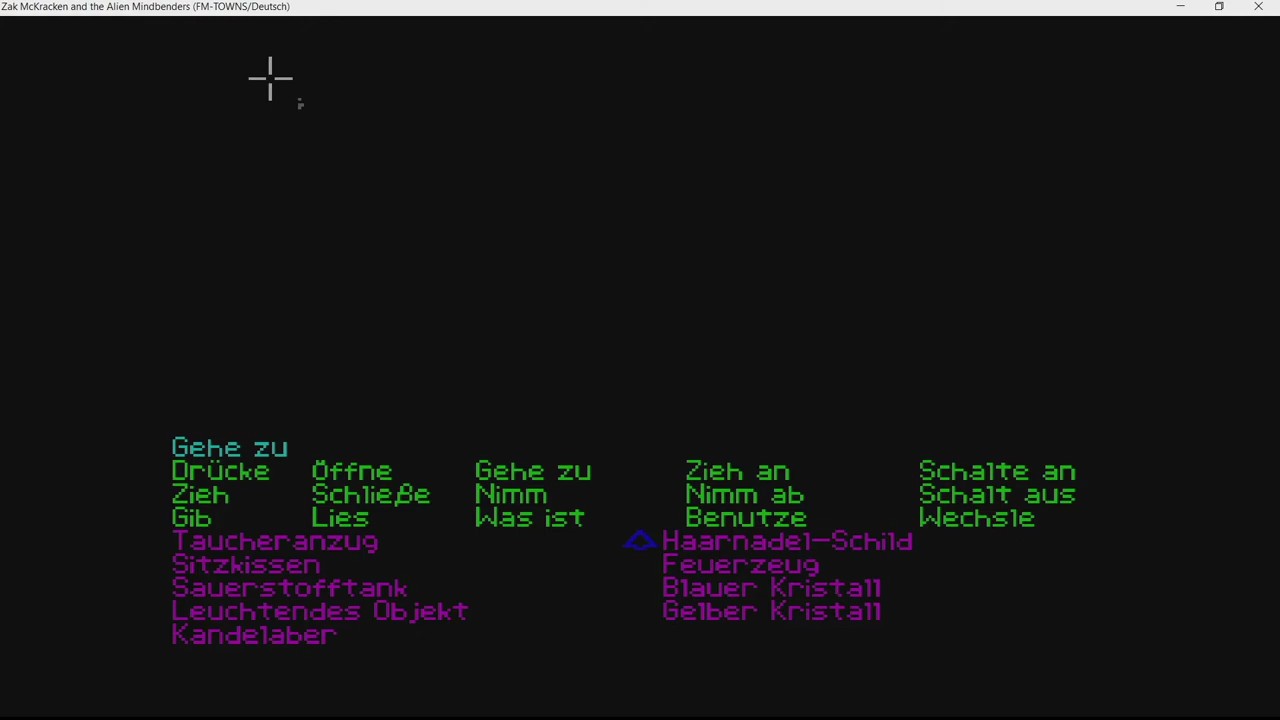 Zak McKracken and the Alien Mindbenders (FM-TOWNS/Deutsch)
Gehe zu
Drücke Öffne Gehe zu Zieh an Schalte an
Zieh Schließe Nimm Nimm ab Schalt aus
Gib Lies Was ist Benutze Wechsle
Taucheranzug Haarnadel-Schild
Sitzkissen Feuerzeug
Sauerstofftank Blauer Kristall
Leuchtendes Objekt Gelber Kristall
Kandelaber